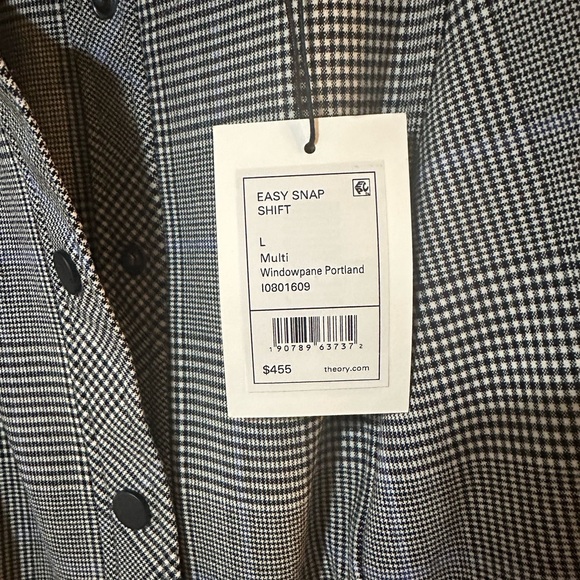 EASY SNAP
SHIFT
L
Multi
Windowpane Portland
I0801609
1 90789 63737 2
$455 theory.com